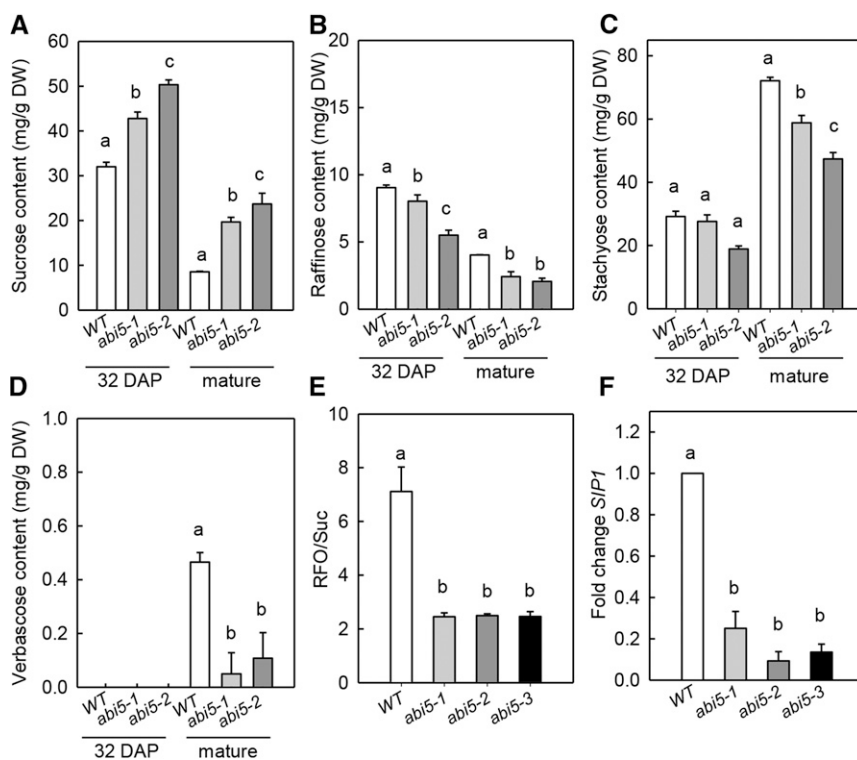 A
Sucrose content (mg/g DW)
60
50
40
30
20
10
0
a
b
c
a
b
c
WT
abi5-1
abi5-2
WT
abi5-1
abi5-2
32 DAP
mature
B
Raffinose content (mg/g DW)
20
15
10
5
0
a
b
c
a
b
b
WT
abi5-1
abi5-2
WT
abi5-1
abi5-2
32 DAP
mature
C
Stachyose content (mg/g DW)
80
60
40
20
0
a
a
a
a
b
c
WT
abi5-1
abi5-2
WT
abi5-1
abi5-2
32 DAP
mature
D
Verbascose content (mg/g DW)
1.0
0.8
0.6
0.4
0.2
0.0
a
b
b
WT
abi5-1
abi5-2
WT
abi5-1
abi5-2
32 DAP
mature
E
RFO/Suc
10
8
6
4
2
0
a
b
b
b
WT
abi5-1
abi5-2
abi5-3
F
Fold change SIP1
1.2
1.0
0.8
0.6
0.4
0.2
0.0
a
b
b
b
WT
abi5-1
abi5-2
abi5-3